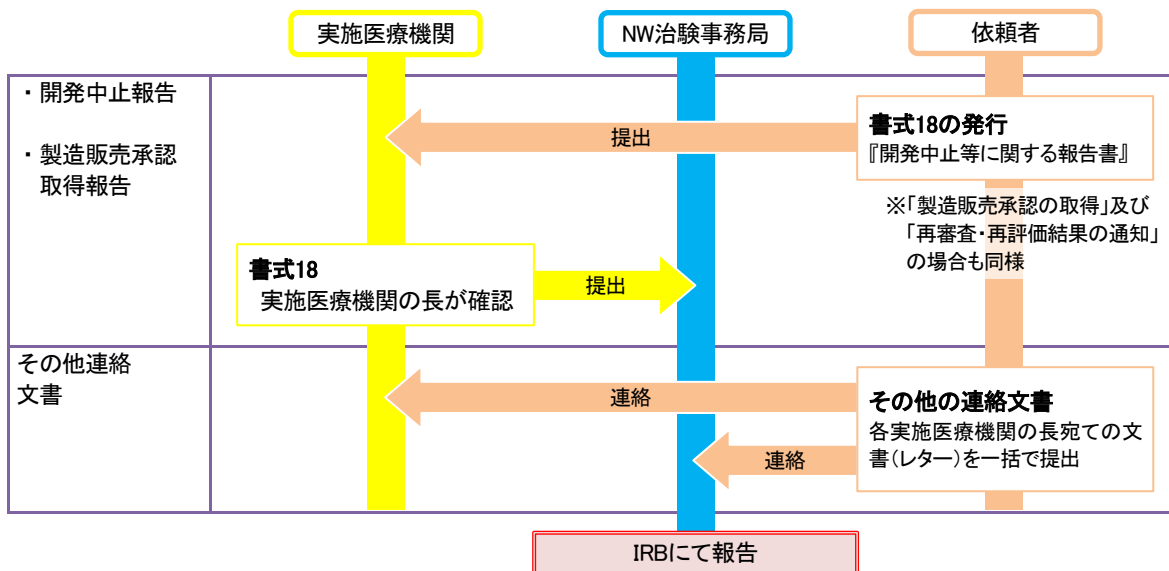 実施医療機関
NW治験事務局
依頼者
・開発中止報告
・製造販売承認
取得報告
提出
書式18の発行
『開発中止等に関する報告書』
※「製造販売承認の取得」及び
「再審査・再評価結果の通知」
の場合も同様
書式18
実施医療機関の長が確認
提出
その他連絡
文書
連絡
その他の連絡文書
各実施医療機関の長宛ての文
書(レター)を一括で提出
連絡
IRBにて報告